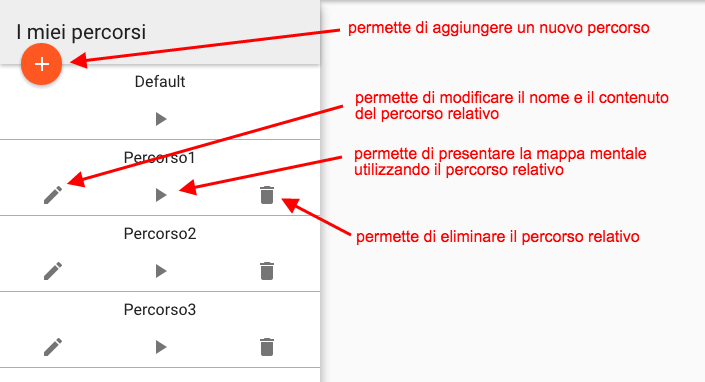 I miei percorsi
permette di aggiungere un nuovo percorso
Default
permette di modificare il nome e il contenuto
del percorso relativo
Percorso1
permette di presentare la mappa mentale
utilizzando il percorso relativo
permette di eliminare il percorso relativo
Percorso2
Percorso3